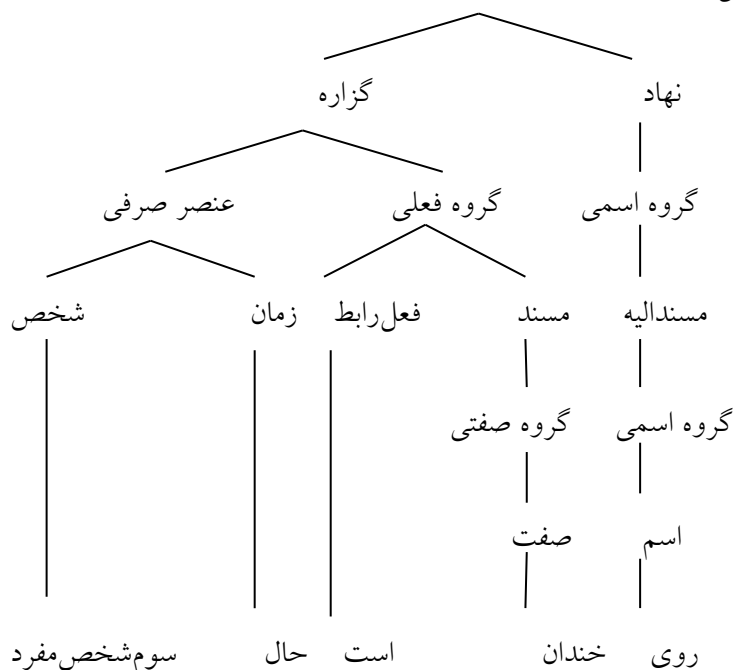 نهاد گزاره
گروه اسمی گروه فعلی عنصر صرفی
مسندالیه مسند فعل‌رابط زمان شخص
گروه اسمی گروه صفتی
اسم صفت
روی خندان است حال سوم‌شخص‌مفرد